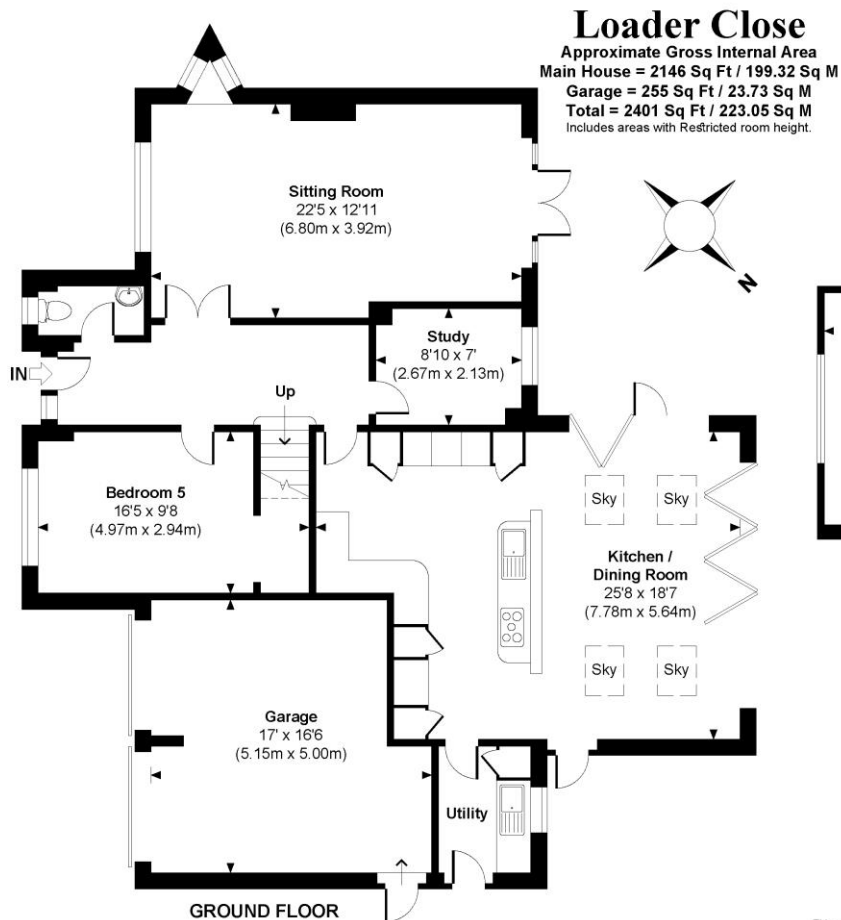 Loader Close
Approximate Gross Internal Area
Main House = 2146 Sq Ft / 199.32 Sq M
Garage = 255 Sq Ft / 23.73 Sq M
Total = 2401 Sq Ft / 223.05 Sq M
Includes areas with Restricted room height.
Sitting Room
22'5 x 12'11
(6.80m x 3.92m)
N
Study
8'10 x 7'
(2.67m x 2.13m)
IN
Up
Bedroom 5
16'5 x 9'8
(4.97m x 2.94m)
Sky
Sky
Kitchen /
Dining Room
25'8 x 18'7
(7.78m x 5.64m)
Sky
Sky
Garage
17' x 16'6
(5.15m x 5.00m)
Utility
GROUND FLOOR